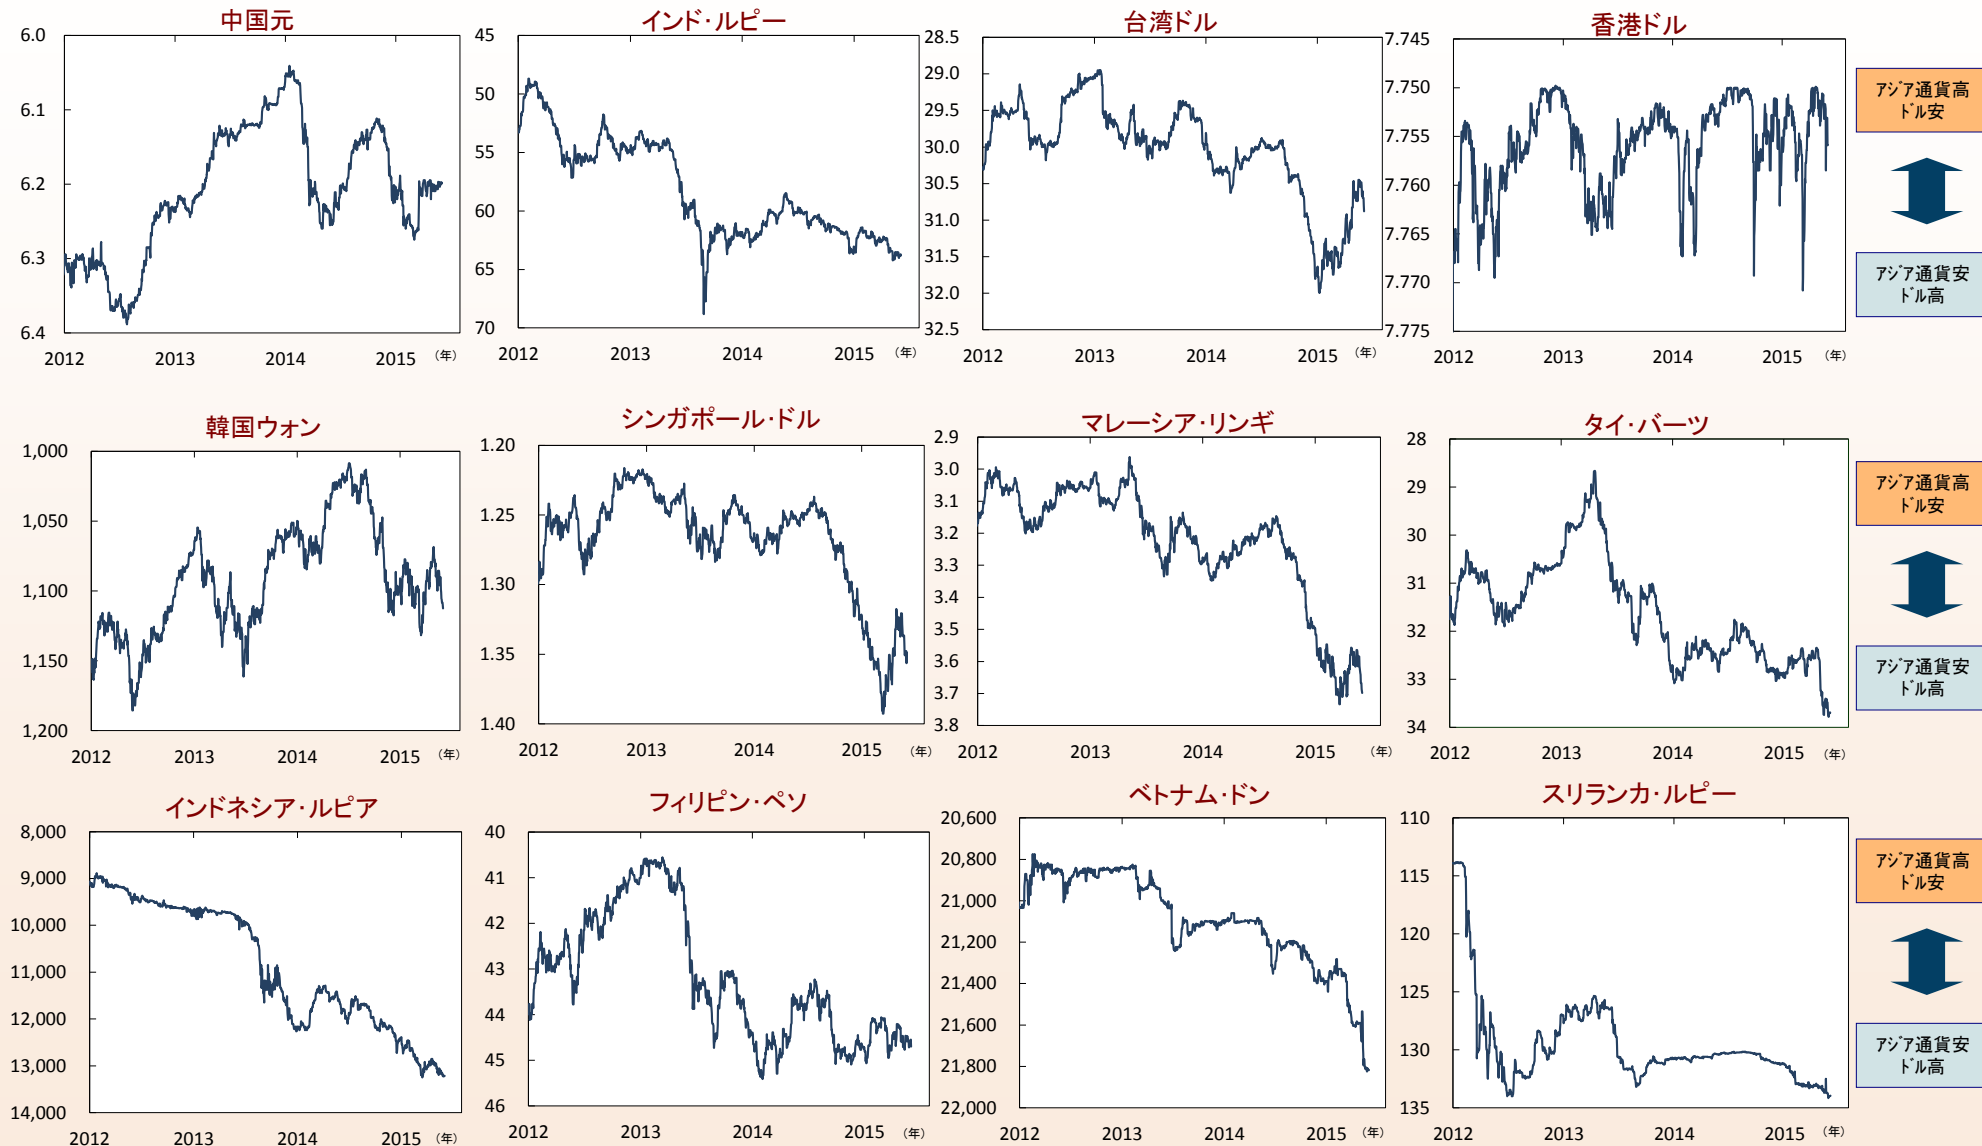 中国元
6.0
6.1
6.2
6.3
6.4
2012 2013 2014 2015 (年)
インド・ルピー
45
50
55
60
65
70
2012 2013 2014 2015 (年)
台湾ドル
28.5
29.0
29.5
30.0
30.5
31.0
31.5
32.0
32.5
2012 2013 2014 2015 (年)
香港ドル
7.745
7.750
7.755
7.760
7.765
7.770
7.775
2012 2013 2014 2015 (年)
アジア通貨高
ドル安
アジア通貨安
ドル高
韓国ウォン
1,000
1,050
1,100
1,150
1,200
2012 2013 2014 2015 (年)
シンガポール・ドル
1.20
1.25
1.30
1.35
1.40
2012 2013 2014 2015 (年)
マレーシア・リンギ
2.9
3.0
3.1
3.2
3.3
3.4
3.5
3.6
3.7
3.8
2012 2013 2014 2015 (年)
タイ・バーツ
28
29
30
31
32
33
34
2012 2013 2014 2015 (年)
アジア通貨高
ドル安
アジア通貨安
ドル高
インドネシア・ルピア
8,000
9,000
10,000
11,000
12,000
13,000
14,000
2012 2013 2014 2015 (年)
フィリピン・ペソ
40
41
42
43
44
45
46
2012 2013 2014 2015 (年)
ベトナム・ドン
20,600
20,800
21,000
21,200
21,400
21,600
21,800
22,000
2012 2013 2014 2015 (年)
スリランカ・ルピー
110
115
120
125
130
135
2012 2013 2014 2015 (年)
アジア通貨高
ドル安
アジア通貨安
ドル高